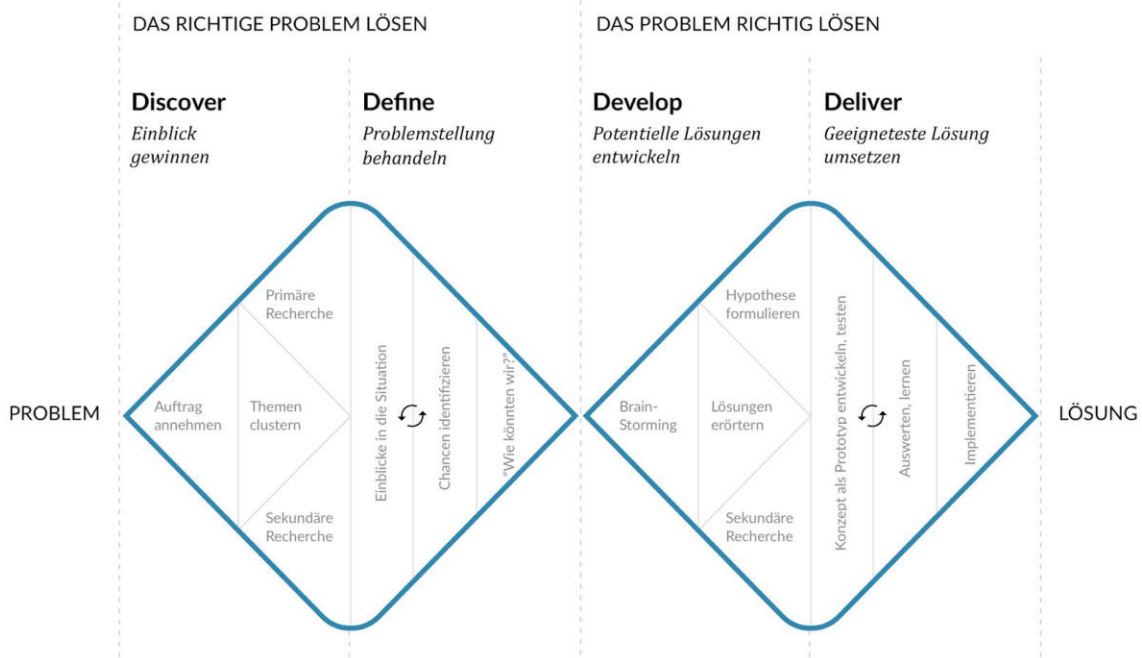 DAS RICHTIGE PROBLEM LÖSEN
DAS PROBLEM RICHTIG LÖSEN
Discover
Einblick
gewinnen
Define
Problemstellung
behandeln
Develop
Potentielle Lösungen
entwickeln
Deliver
Geeigneteste Lösung
umsetzen
PROBLEM
Auftrag
annehmen
Primäre
Recherche
Themen
clustern
Sekundäre
Recherche
Einblicke in die Situation
Chancen identifizieren
"Wie könnten wir?"
Brain-
Storming
Hypothese
formulieren
Lösungen
erörtern
Sekundäre
Recherche
Konzept als Prototyp entwickeln, testen
Auswerten, lernen
Implementieren
LÖSUNG